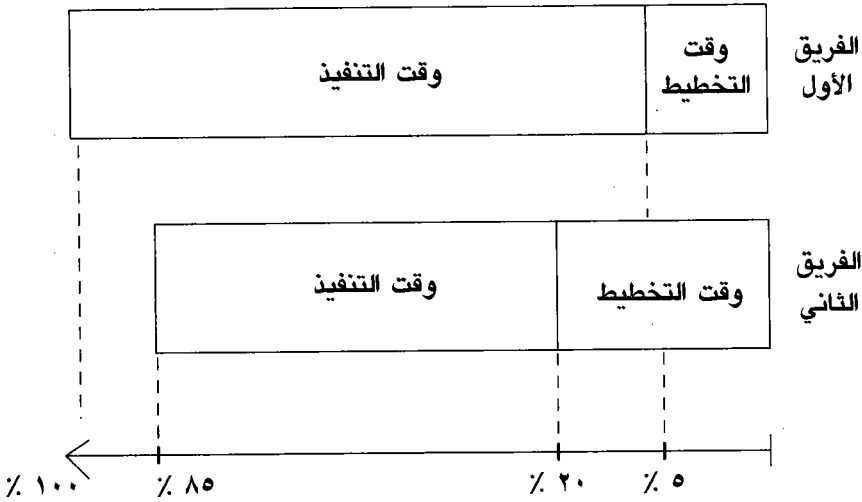 الفريق
الأول
وقت
التخطيط
وقت التنفيذ
الفريق
الثاني
وقت التخطيط
وقت التنفيذ
٥ ٪
٢٠ ٪
٨٥ ٪
١٠٠ ٪